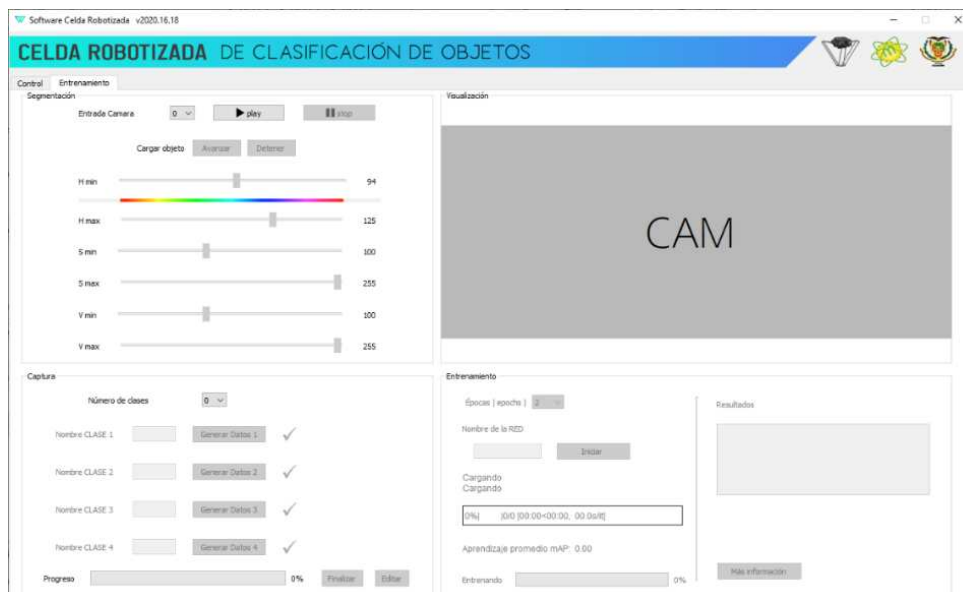 Software Celda Robotizada v2020.16.18
CELDA ROBOTIZADA DE CLASIFICACIÓN DE OBJETOS
Control Entrenamiento
Segmentación
Entrada Camara 0 play stop
Cargar objeto Avanzar Detener
H min 94
H max 125
S min 100
S max 255
V min 100
V max 255
Visualización
CAM
Captura
Número de clases 0
Nombre CLASE 1 Generar Datos 1
Nombre CLASE 2 Generar Datos 2
Nombre CLASE 3 Generar Datos 3
Nombre CLASE 4 Generar Datos 4
Progreso 0% Finalizar Editar
Entrenamiento
Épocas | epochs | 2
Nombre de la RED
Iniciar
Cargando
Cargando
0%| |0/0 [00:00<00:00, 00.0s/it]
Aprendizaje promedio mAP: 0.00
Entrenando 0%
Resultados
Más información